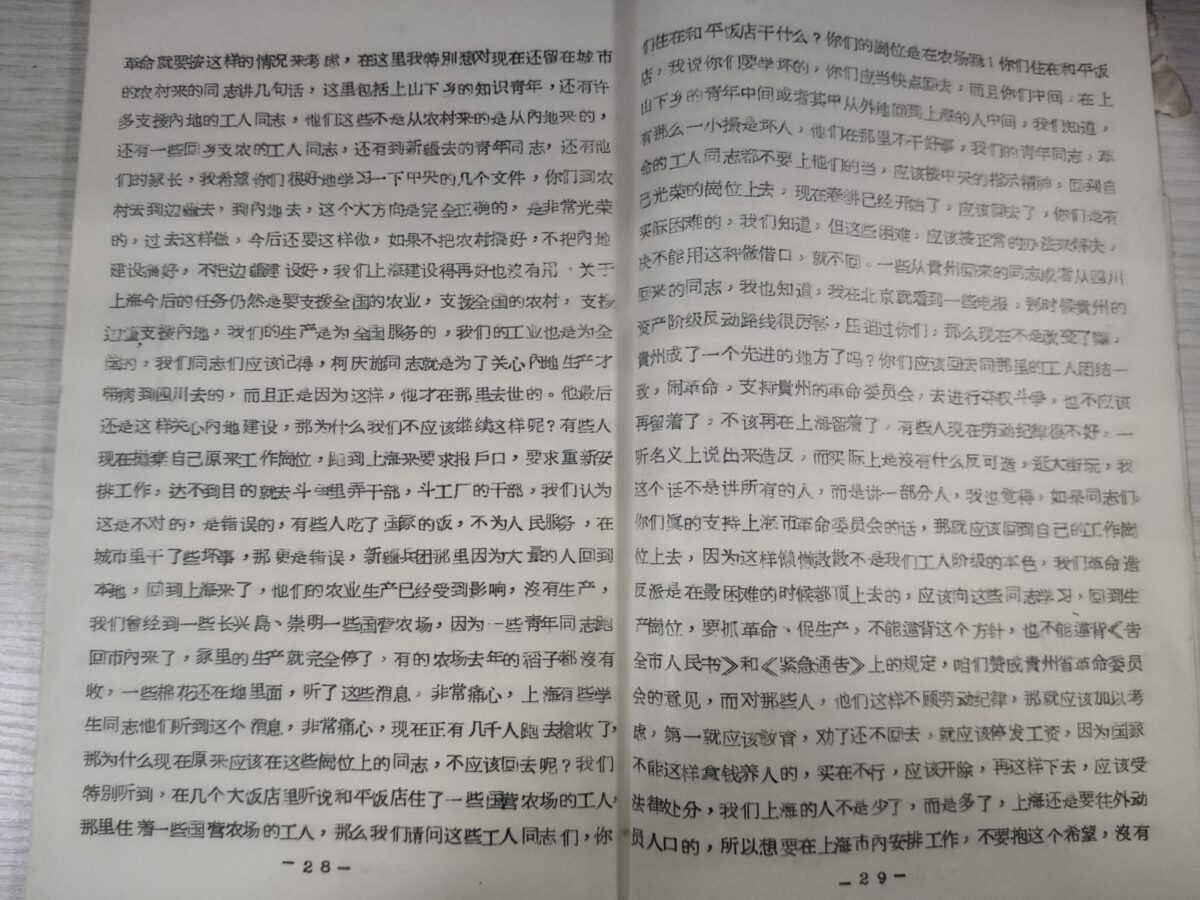 革命就要按这样的情况来考虑，在这里我特别想对现在还留在城市
的农村来的同志讲几句话，这里包括上山下乡的知识青年，还有许
多支援內地的工人同志，他们这些不是从农村来的是从內地来的，
还有一些回乡支农的工人同志，还有到新疆去的青年同志，还有他
们的家长，我希望你们很好地学习一下中央的几个文件，你们到农
村去到边疆去，到內地去，这个大方向是完全正确的，是非常光荣
的，过去这样做，今后还要这样做，如果不把农村搞好，不把內地
建设搞好，不把边疆建设好，我们上海建设得再好也沒有用，关于
上海今后的任务仍然是要支援全国的农业，支援全国的农村，支援
边疆支援內地，我们的生产是为全国服务的，我们的工业也是为全
国的，我们同志们应该记得，柯庆施同志就是为了关心內地生产才
带病到四川去的，而且正是因为这样，他才在那里去世的。他最后
还是这样关心內地建设，那为什么我们不应该继续这样呢？有些人
现在抛棄自己原来工作岗位，跑到上海来要求报戶口，要求重新安
排工作，达不到目的就去斗里弄干部，斗工厂的干部，我们认为
这是不对的，是错误的，有些人吃了国家的饭，不为人民服务，在
城市里干了些坏事，那更是错误，新疆兵团那里因为大量的人回到
本地，回到上海来了，他们的农业生产已经受到影响，沒有生产，
我们曾经到一些长兴島、崇明一些国营农场，因为一些青年同志跑
回市內来了，家里的生产就完全停了，有的农场去年的稻子都沒有
收，一些棉花还在地里面，听了这些消息，非常痛心，上海有些学
生同志他们听到这个消息，非常痛心，现在正有几千人跑去搶收了，
那为什么现在原来应该在这些岗位上的同志，不应该回去呢？我们
特别听到，在几个大饭店里听说和平饭店住了一些国营农场的工人，
那里住着一些国营农场的工人，那么我们请问这些工人同志们，你
－28－
们住在和平饭店干什么？你们的岗位是在农场嘛！你们住在和平饭
店，我说你们要学坏的，你们应当快点回去，而且你们中间，在上
山下乡的青年中间或者其中从外地回到上海的人中间，我们知道，
有那么一小撮是坏人，他们在那里不干好事，我们的青年同志，革
命的工人同志都不要上他们的当，应该按中央的指示精神，回到自
己光荣的岗位上去，现在春耕已经开始了，应该回去了，你们是有
实际困难的，我们知道，但这些困难，应该按正常的办法来解决，
决不能用这种做借口，就不回。一些从貴州回来的同志或者从四川
回来的同志，我也知道，我在北京就看到一些电报，那时候貴州的
资产阶级反动路线很厉害，压迫过你们，那么现在不是改变了嘛，
貴州成了一个先进的地方了吗？你们应该回去同那里的工人团结一
致，闹革命，支持貴州的革命委员会，去进行夺权斗爭，也不应该
再留着了，不该再在上海留着了，有些人现在劳动纪律很不好，一
听名义上说出来造反，而实际上是沒有什么反可造，逛大街玩，我
这个话不是讲所有的人，而是讲一部分人，我也觉得，如果同志们
你们眞的支持上海市革命委员会的话，那就应该回到自己的工作岗
位上去，因为这样懒懒散散不是我们工人阶级的本色，我们革命造
反派是在最困难的时候都顶上去的，应该向这些同志学习，回到生
产岗位，要抓革命、促生产，不能違背这个方針，也不能違背《告
全市人民书》和《紧急通告》上的规定，咱们赞成貴州省革命委员
会的意见，而对那些人，他们这样不顾劳动纪律，那就应该加以考
虑，第一就应该敎育，劝了还不回去，就应该停发工资，因为国家
不能这样拿钱养人的，实在不行，应该开除，再这样下去，应该受
法律处分，我们上海的人不是少了，而是多了，上海还是要往外动
员人口的，所以想要在上海市內安排工作，不要抱这个希望，沒有
－29－